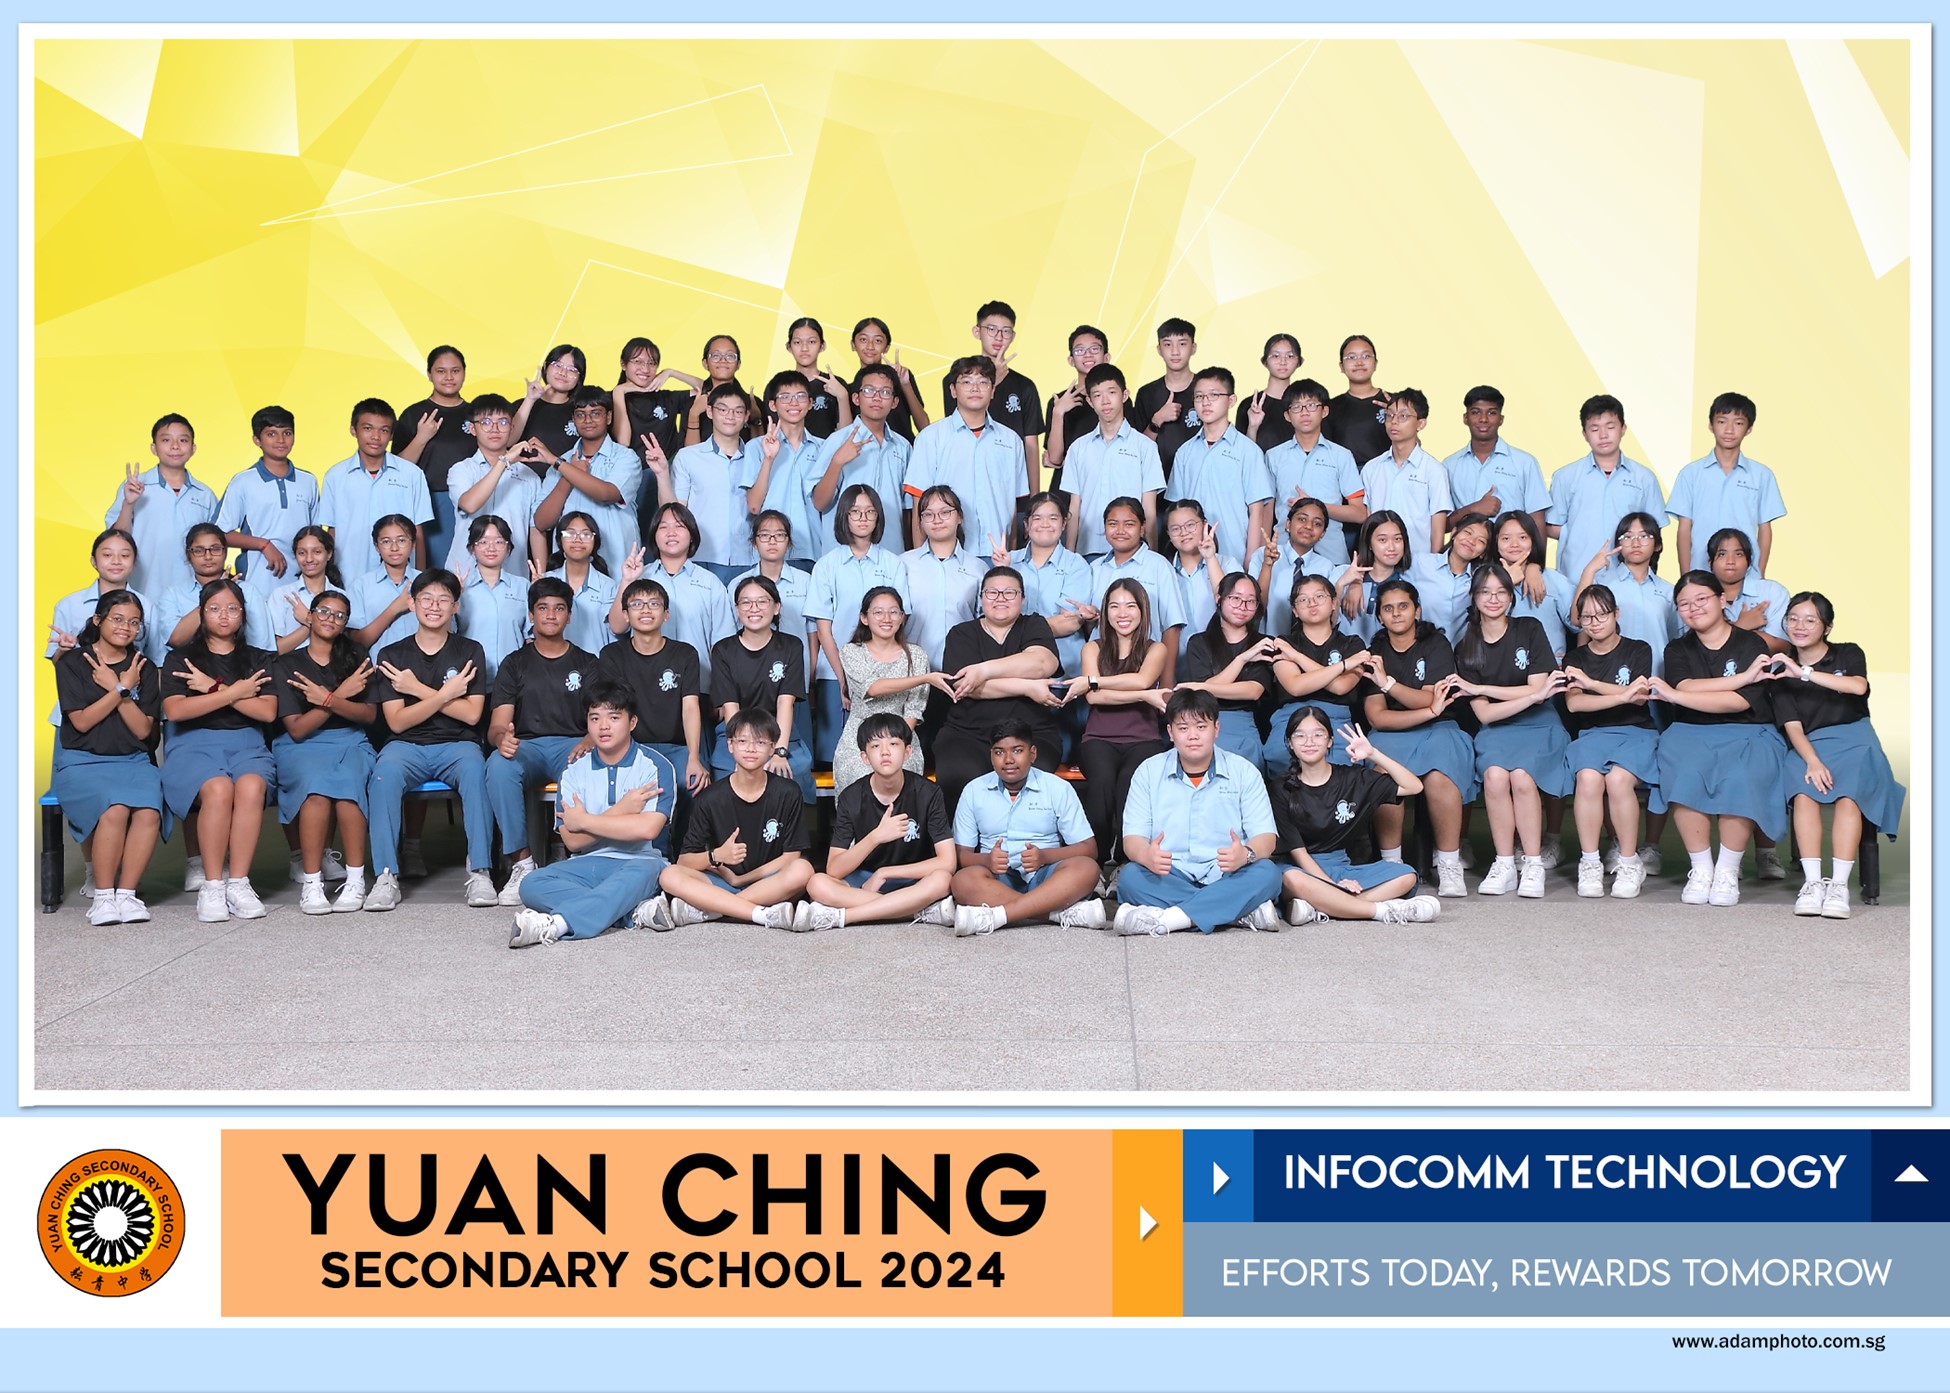 YUAN CHING SECONDARY SCHOOL
耘青中学
YUAN CHING
SECONDARY SCHOOL 2024
INFOCOMM TECHNOLOGY
EFFORTS TODAY, REWARDS TOMORROW
www.adamphoto.com.sg